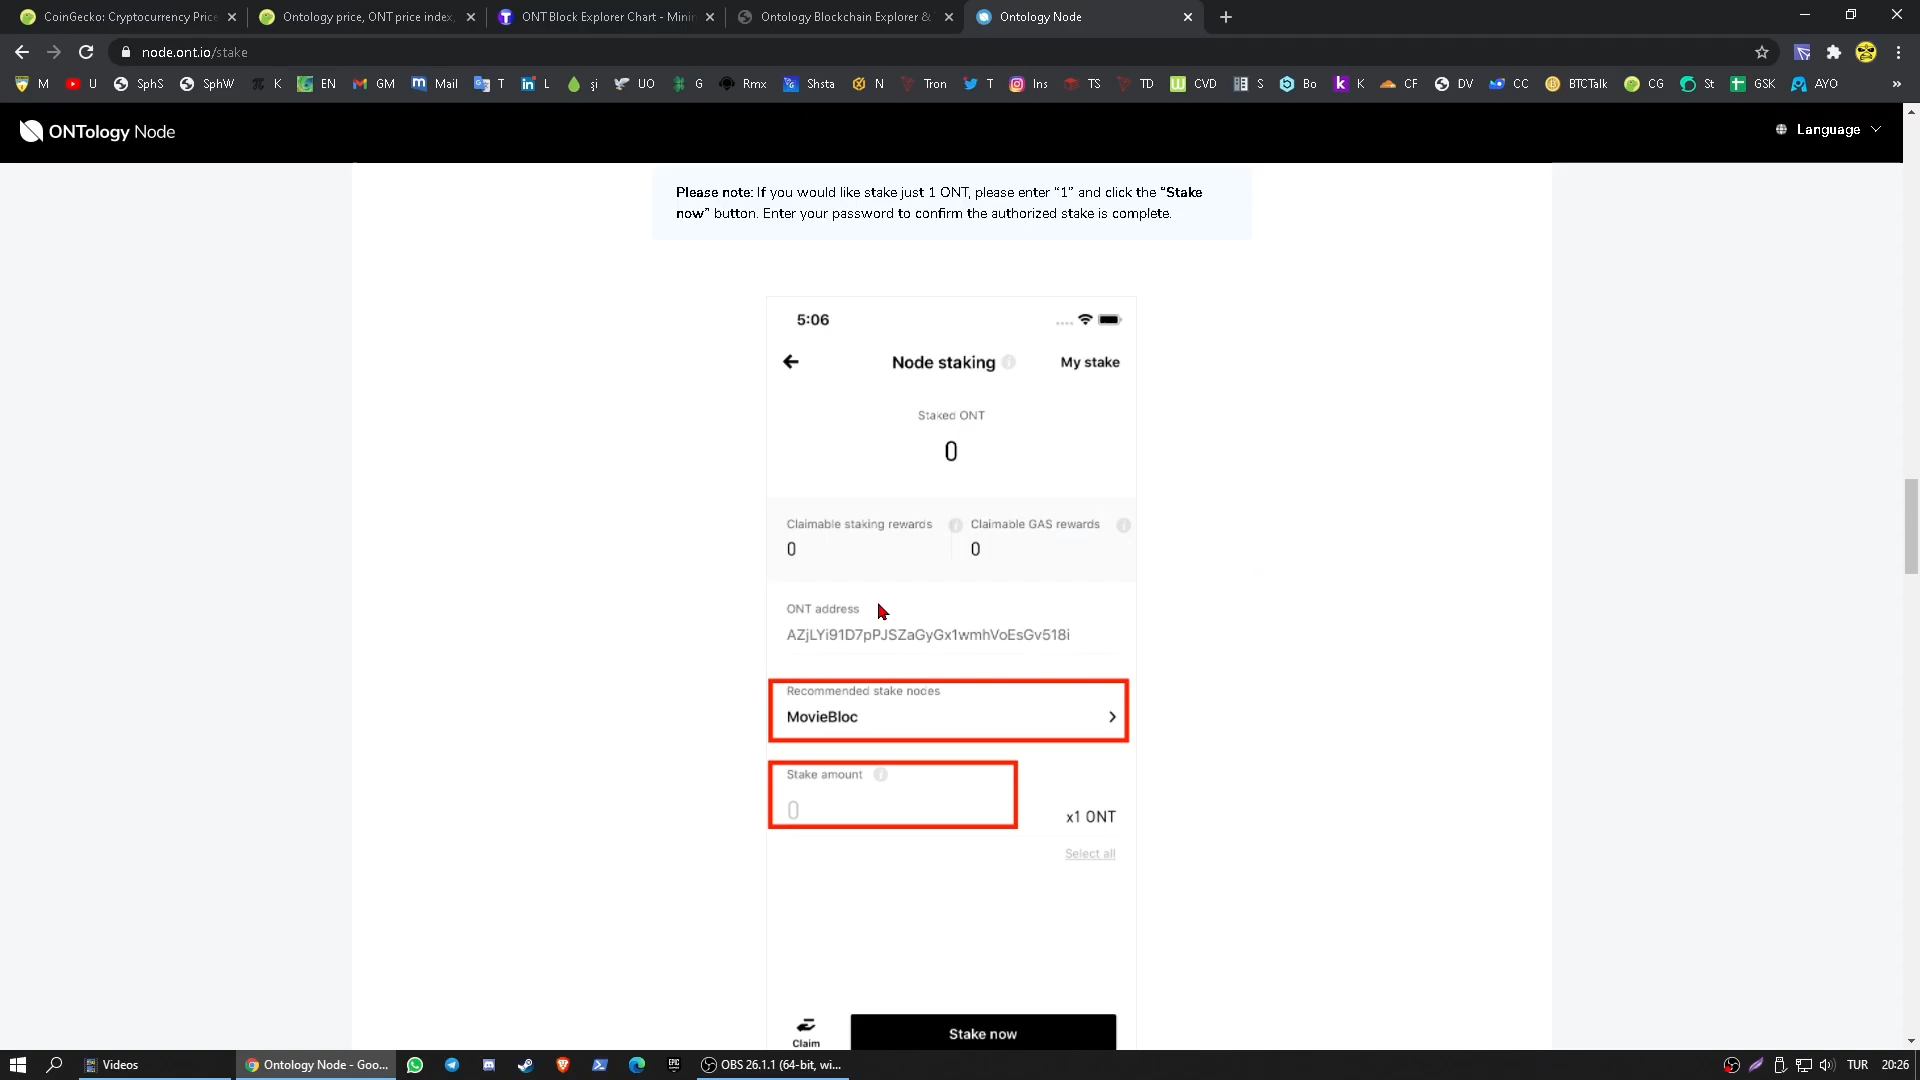 CoinGecko: Cryptocurrency Price
Ontology price, ONT price index,
ONT Block Explorer Chart - Minin
Ontology Blockchain Explorer &
Ontology Node
node.ont.io/stake
M
U
SphS
SphW
K
EN
GM
Mail
T
L
şi
UO
G
Rmx
Shsta
N
Tron
T
Ins
TS
TD
CVD
S
Bo
K
CF
DV
CC
BTCTalk
CG
St
GSK
AYO
»
ONTology Node
Language
Please note: If you would like stake just 1 ONT, please enter “1” and click the “Stake
now” button. Enter your password to confirm the authorized stake is complete.
5:06
Node staking
My stake
Staked ONT
0
Claimable staking rewards
Claimable GAS rewards
0
0
ONT address
AZjLYi91D7pPJSZaGyGx1wmhVoEsGv518i
Recommended stake nodes
MovieBloc
Stake amount
0
x1 ONT
Select all
Claim
Stake now
Videos
Ontology Node - Goo...
EPIC
OBS 26.1.1 (64-bit, wi...
TUR
20:26